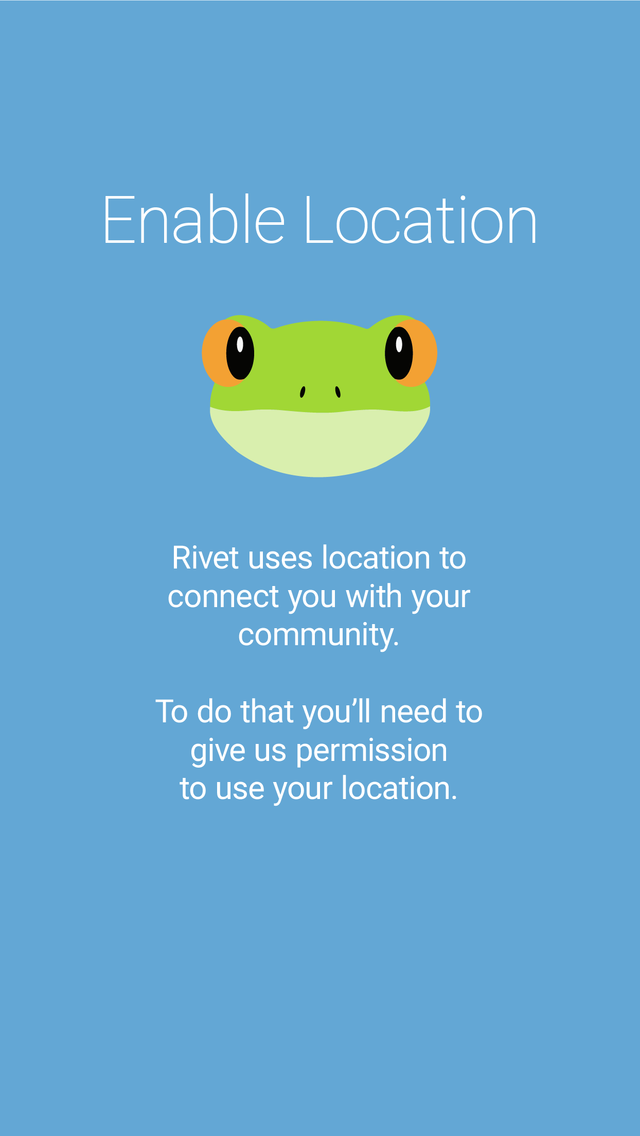 Enable Location
Rivet uses location to
connect you with your
community.
To do that you’ll need to
give us permission
to use your location.